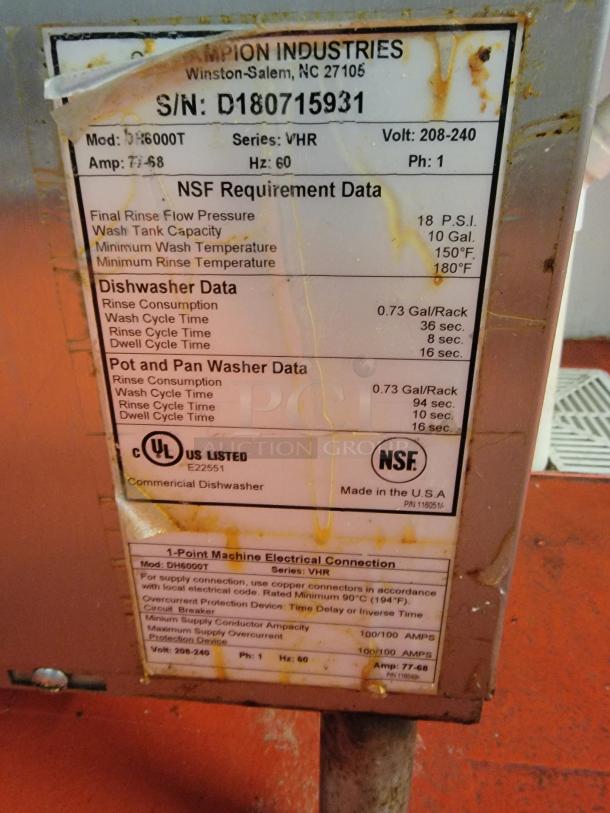 CHAMPION INDUSTRIES
Winston-Salem, NC 27105
S/N: D180715931
Mod: DH6000T Series: VHR Volt: 208-240
Amp: 77-68 Hz: 60 Ph: 1
NSF Requirement Data
Final Rinse Flow Pressure 18 P.S.I.
Wash Tank Capacity 10 Gal.
Minimum Wash Temperature 150°F
Minimum Rinse Temperature 180°F
Dishwasher Data
Rinse Consumption 0.73 Gal/Rack
Wash Cycle Time 36 sec.
Rinse Cycle Time 8 sec.
Dwell Cycle Time 16 sec.
Pot and Pan Washer Data
Rinse Consumption 0.73 Gal/Rack
Wash Cycle Time 94 sec.
Rinse Cycle Time 10 sec.
Dwell Cycle Time 16 sec.
PCI
AUCTION GROUP
C UL US LISTED NSF
E22551
Commericial Dishwasher Made in the U.S.A
P/N
1-Point Machine Electrical Connection
Mod: DH6000T Series: VHR
For supply connection, use copper connectors in accordance
with local electrical code. Rated Minimum 90°C (194°F).
Overcurrent Protection Device: Time Delay or Inverse Time
Circuit Breaker
Minium Supply Conductor Ampacity 100/100 AMPS
Maximum Supply Overcurrent
Protection Device 100/100 AMPS
Volt: 208-240 Ph: 1 Hz: 60 Amp: 77-68
P/N